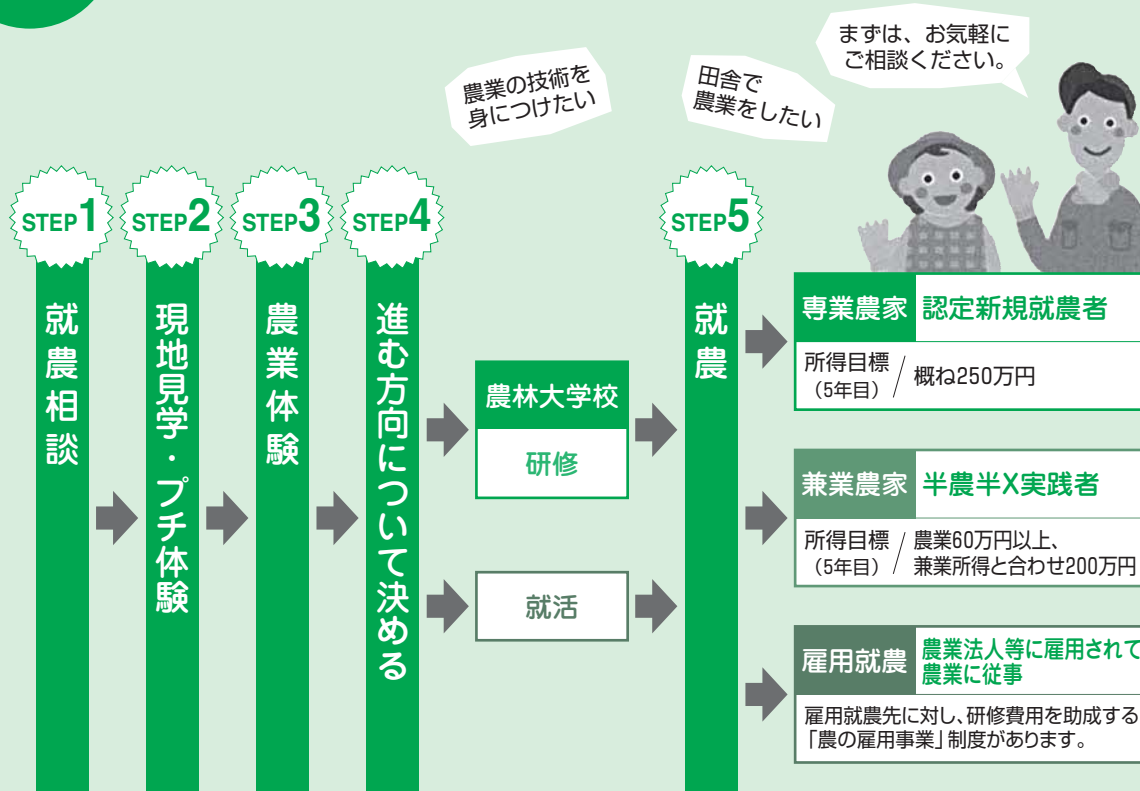 まずは、お気軽に
ご相談ください。
農業の技術を
身につけたい
田舎で
農業をしたい
STEP1
就農相談
STEP2
現地見学・プチ体験
STEP3
農業体験
STEP4
進む方向について決める
農林大学校
研修
就活
STEP5
就農
専業農家 認定新規就農者
所得目標(5年目)/概ね250万円
兼業農家 半農半X実践者
所得目標(5年目)/農業60万円以上、
兼業所得と合わせ200万円
雇用就農 農業法人等に雇用されて
農業に従事
雇用就農先に対し、研修費用を助成する
「農の雇用事業」制度があります。